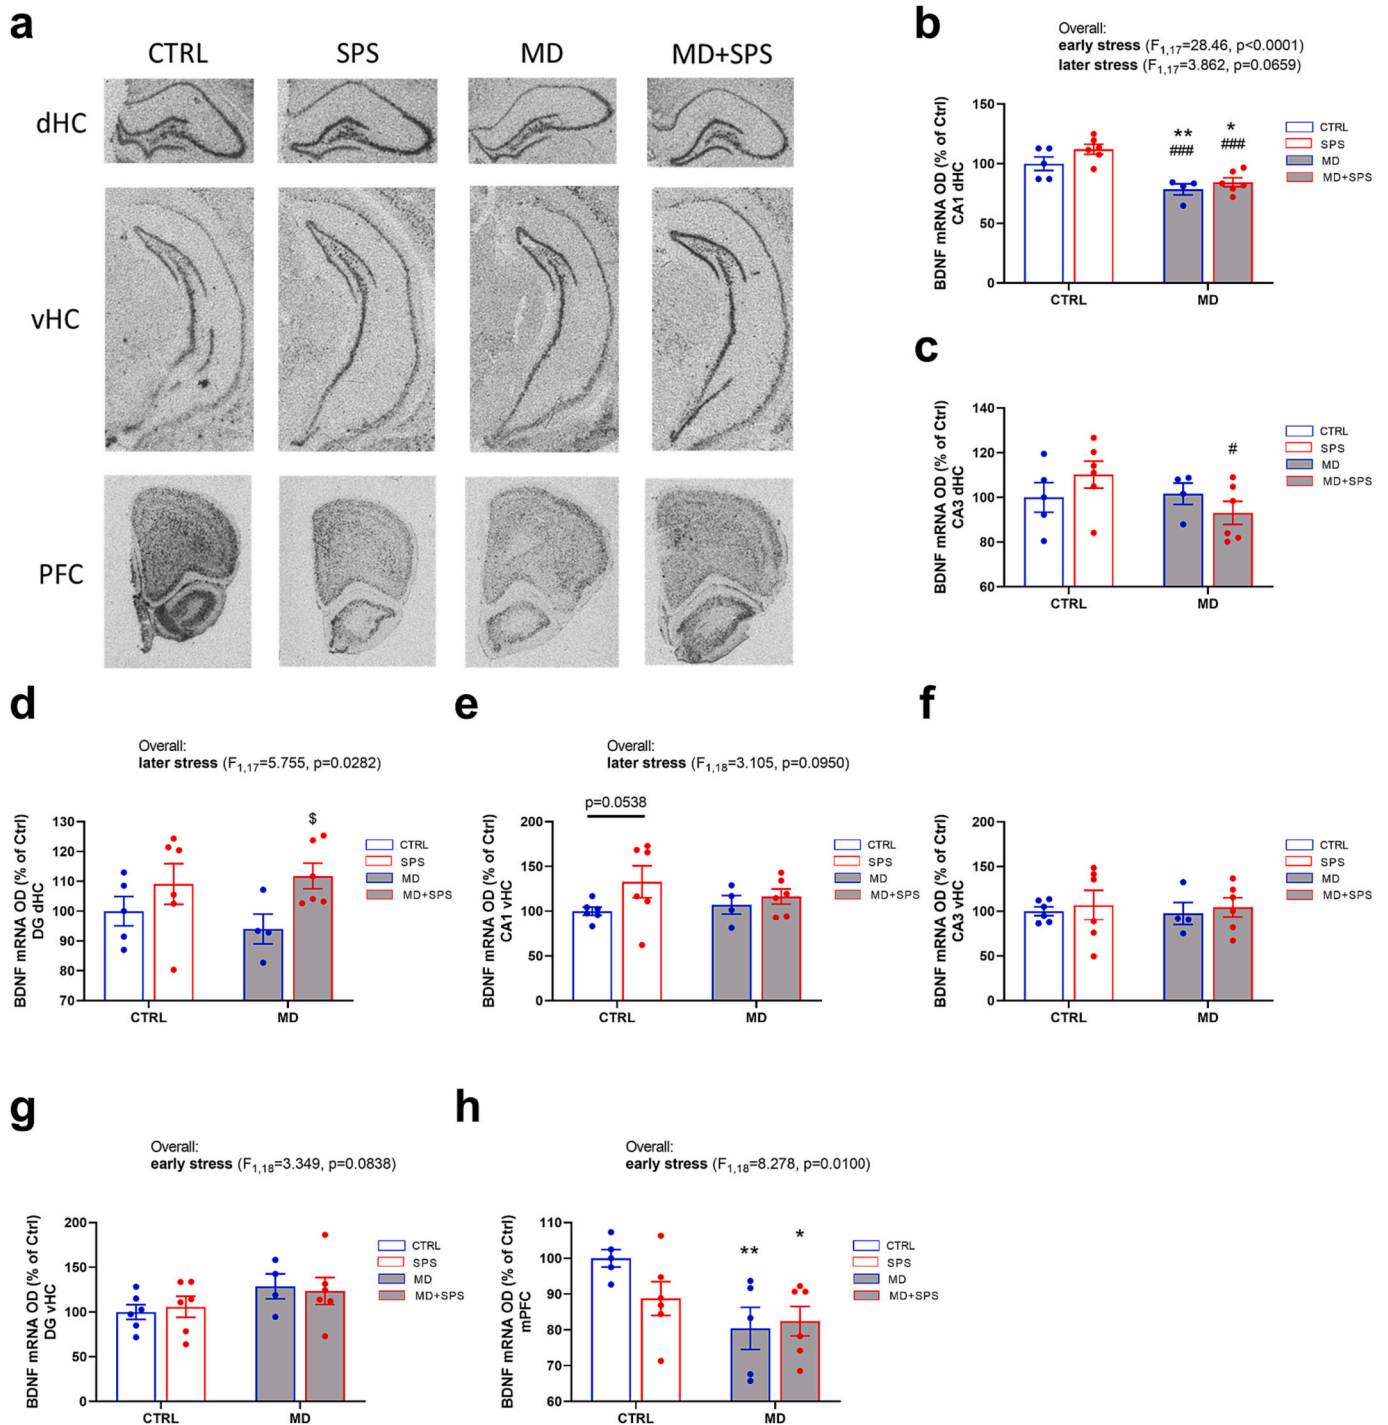 a
CTRL
SPS
MD
MD+SPS
dHC
vHC
PFC
b
Overall:
early stress (F1,17=28.46, p<0.0001)
later stress (F1,17=3.862, p=0.0659)
BDNF mRNA OD (% of Ctrl)
CA1 dHC
150
100
50
0
**
###
*
###
CTRL
MD
CTRL
SPS
MD
MD+SPS
c
BDNF mRNA OD (% of Ctrl)
CA3 dHC
140
120
100
80
60
#
CTRL
MD
CTRL
SPS
MD
MD+SPS
d
Overall:
later stress (F1,17=5.755, p=0.0282)
BDNF mRNA OD (% of Ctrl)
DG dHC
130
120
110
100
90
80
70
$
CTRL
MD
CTRL
SPS
MD
MD+SPS
e
Overall:
later stress (F1,18=3.105, p=0.0950)
BDNF mRNA OD (% of Ctrl)
CA1 vHC
200
150
100
50
0
p=0.0538
CTRL
MD
CTRL
SPS
MD
MD+SPS
f
BDNF mRNA OD (% of Ctrl)
CA3 vHC
200
150
100
50
0
CTRL
MD
CTRL
SPS
MD
MD+SPS
g
Overall:
early stress (F1,18=3.349, p=0.0838)
BDNF mRNA OD (% of Ctrl)
DG vHC
200
150
100
50
0
CTRL
MD
CTRL
SPS
MD
MD+SPS
h
Overall:
early stress (F1,18=8.278, p=0.0100)
BDNF mRNA OD (% of Ctrl)
mPFC
110
100
90
80
70
60
**
*
CTRL
MD
CTRL
SPS
MD
MD+SPS